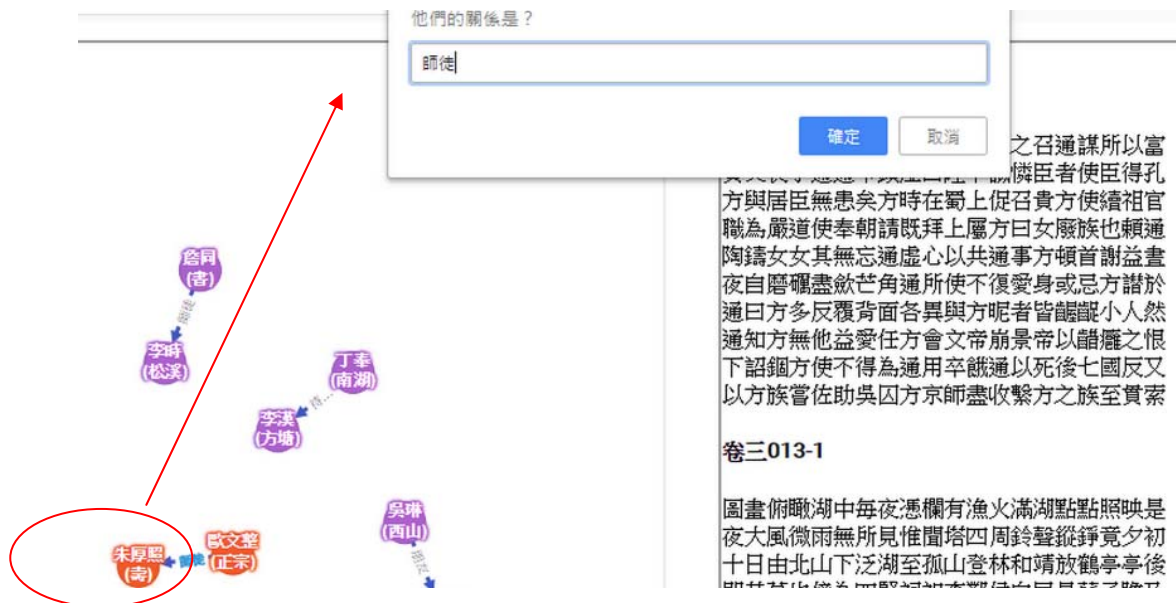 他們的關係是？
師徒
確定
取消
詹同
(書)
師徒
李時
(松溪)
丁奉
(南湖)
待...
李漢
(方塘)
吳琳
(西山)
朋友
歐文整
(正宗)
師徒
朱厚照
(壽)
之召通謀所以富
憐臣者使臣得孔
方與居臣無患矣方時在蜀上促召貴方使續祖官
職為嚴道使奉朝請既拜上屬方曰女廢族也賴通
陶鑄女女其無忘通虛心以共通事方頓首謝益晝
夜自磨礪盡斂芒角通所使不復愛身或忌方譖於
通曰方多反覆背面各異與方昵者皆齷齪小人然
通知方無他益愛任方會文帝崩景帝以醋癰之恨
下詔錮方使不得為通用卒餓通以死後七國反又
以方族嘗佐助吳囚方京師盡收繫方之族至貫索
卷三013-1
圖畫俯瞰湖中每夜憑欄有漁火滿湖點點照映是
夜大風微雨無所見惟聞塔四周鈴聲鏦錚竟夕初
十日由北山下泛湖至孤山登林和靖放鶴亭亭後